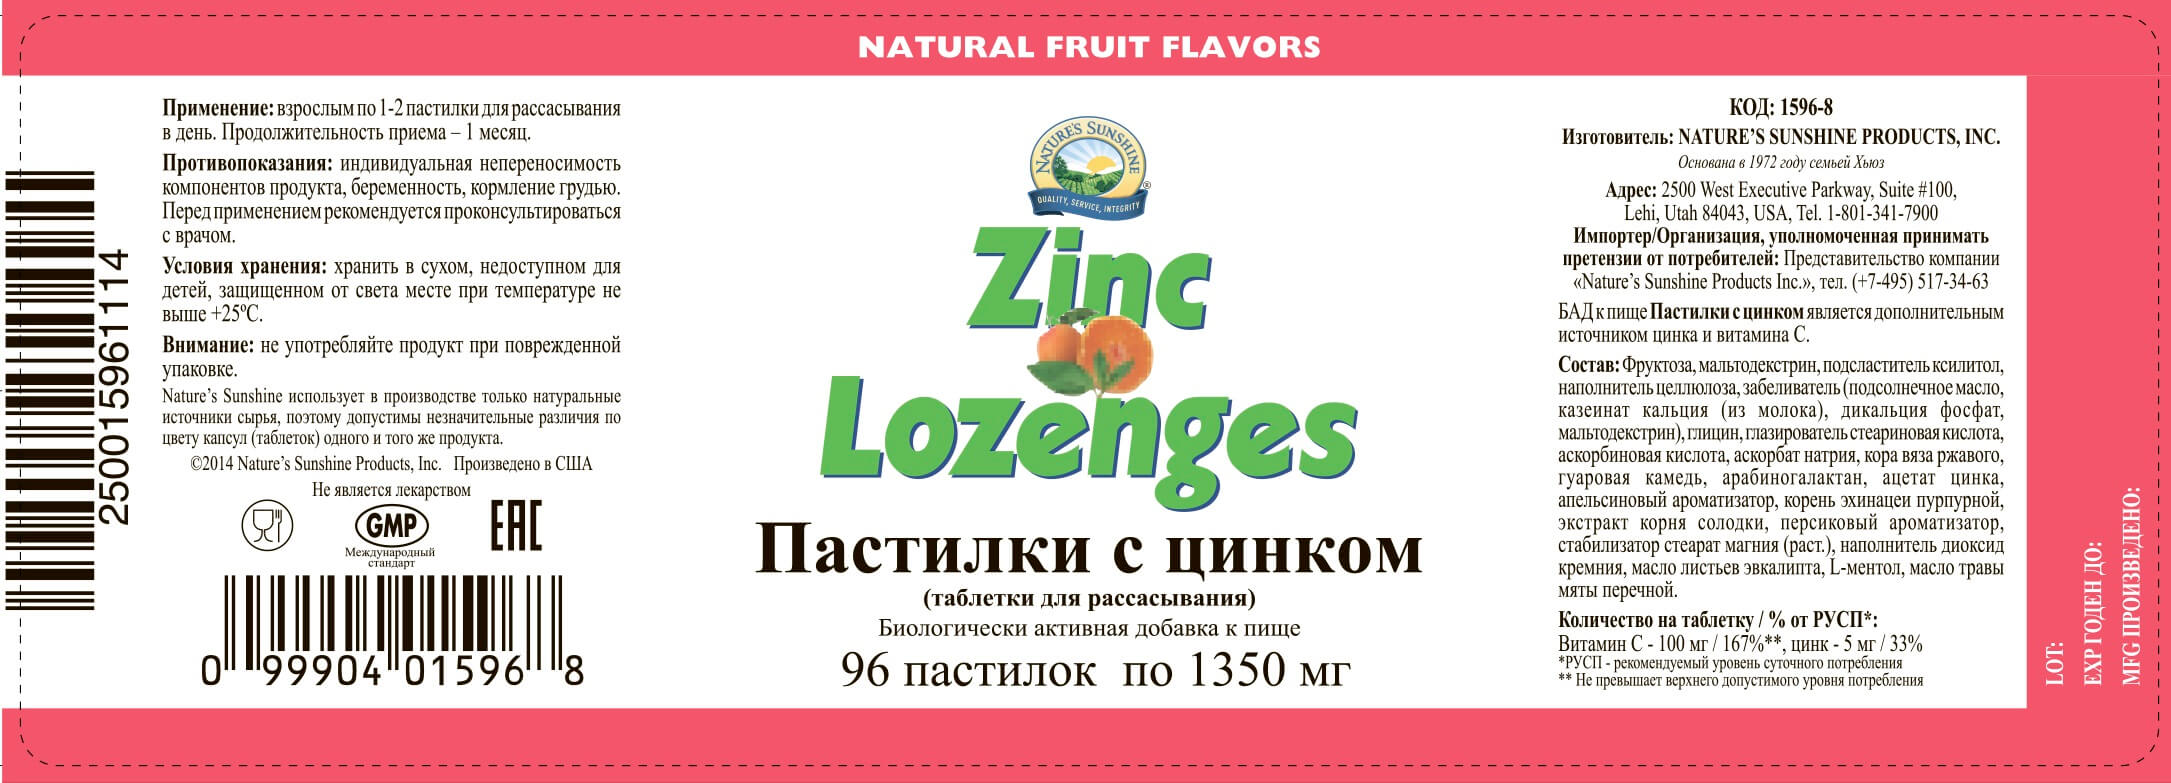 NATURAL FRUIT FLAVORS
250015961114
Применение: взрослым по 1-2 пастилки для рассасывания
в день. Продолжительность приема – 1 месяц.
Противопоказания: индивидуальная непереносимость
компонентов продукта, беременность, кормление грудью.
Перед применением рекомендуется проконсультироваться
с врачом.
Условия хранения: хранить в сухом, недоступном для
детей, защищенном от света месте при температуре не
выше +25ºС.
Внимание: не употребляйте продукт при поврежденной
упаковке.
Nature’s Sunshine использует в производстве только натуральные
источники сырья, поэтому допустимы незначительные различия по
цвету капсул (таблеток) одного и того же продукта.
©2014 Nature’s Sunshine Products, Inc. Произведено в США
Не является лекарством
GMP
Международный
стандарт
EAC
0 99904 01596 8
NATURE'S SUNSHINE
®
QUALITY, SERVICE, INTEGRITY
Zinc
Lozenges
Пастилки с цинком
(таблетки для рассасывания)
Биологически активная добавка к пище
96 пастилок по 1350 мг
КОД: 1596-8
Изготовитель: NATURE’S SUNSHINE PRODUCTS, INC.
Основана в 1972 году семьей Хьюз
Адрес: 2500 West Executive Parkway, Suite #100,
Lehi, Utah 84043, USA, Tel. 1-801-341-7900
Импортер/Организация, уполномоченная принимать
претензии от потребителей: Представительство компании
«Nature’s Sunshine Products Inc.», тел. (+7-495) 517-34-63
БАД к пище Пастилки с цинком является дополнительным
источником цинка и витамина С.
Состав: Фруктоза, мальтодекстрин, подсластитель ксилитол,
наполнитель целлюлоза, забеливатель (подсолнечное масло,
казеинат кальция (из молока), дикальция фосфат,
мальтодекстрин), глицин, глазирователь стеариновая кислота,
аскорбиновая кислота, аскорбат натрия, кора вяза ржавого,
гуаровая камедь, арабиногалактан, ацетат цинка,
апельсиновый ароматизатор, корень эхинацеи пурпурной,
экстракт корня солодки, персиковый ароматизатор,
стабилизатор стеарат магния (раст.), наполнитель диоксид
кремния, масло листьев эвкалипта, L-ментол, масло травы
мяты перечной.
Количество на таблетку / % от РУСП*:
Витамин С - 100 мг / 167%**, цинк - 5 мг / 33%
*РУСП - рекомендуемый уровень суточного потребления
** Не превышает верхнего допустимого уровня потребления
LOT:
EXP ГОДЕН ДО:
MFG ПРОИЗВЕДЕНО: